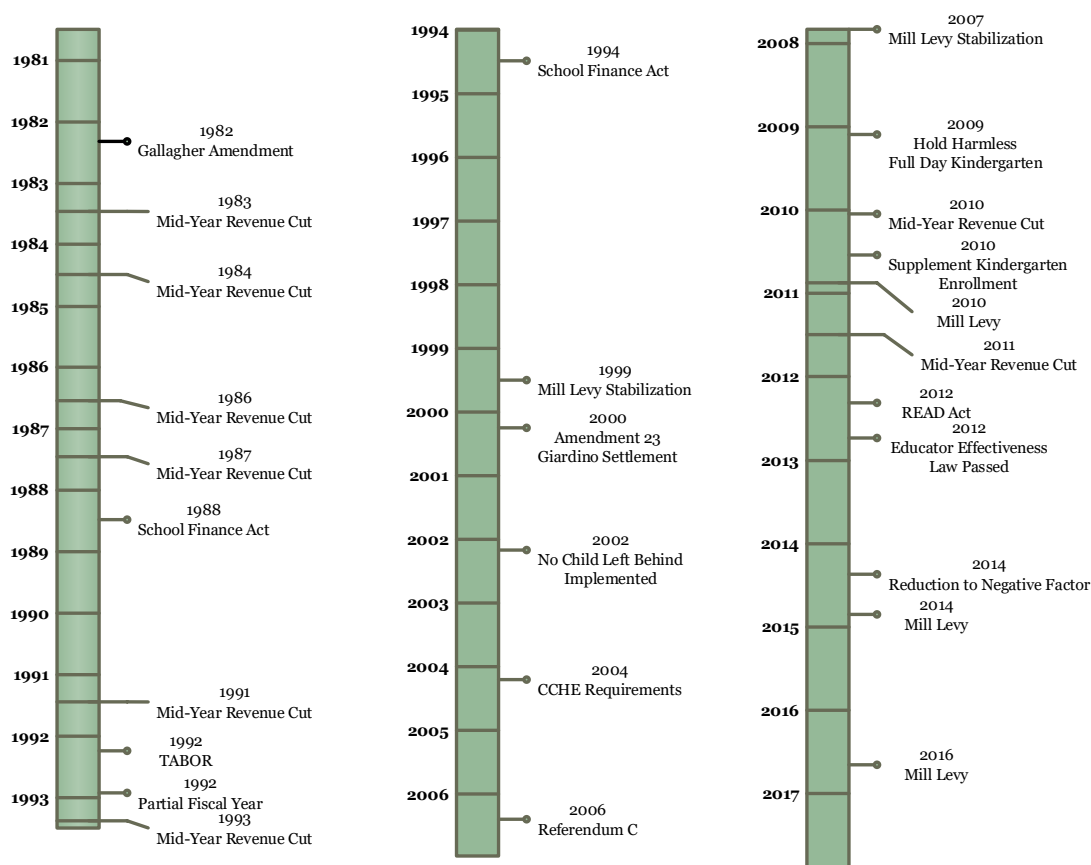 1981
1982
1983
1984
1985
1986
1987
1988
1989
1990
1991
1992
1993
1982
Gallagher Amendment
1983
Mid-Year Revenue Cut
1984
Mid-Year Revenue Cut
1986
Mid-Year Revenue Cut
1987
Mid-Year Revenue Cut
1988
School Finance Act
1991
Mid-Year Revenue Cut
1992
TABOR
1992
Partial Fiscal Year
1993
Mid-Year Revenue Cut
1994
1995
1996
1997
1998
1999
2000
2001
2002
2003
2004
2005
2006
1994
School Finance Act
1999
Mill Levy Stabilization
2000
Amendment 23
Giardino Settlement
2002
No Child Left Behind
Implemented
2004
CCHE Requirements
2006
Referendum C
2008
2009
2010
2011
2012
2013
2014
2015
2016
2017
2007
Mill Levy Stabilization
2009
Hold Harmless
Full Day Kindergarten
2010
Mid-Year Revenue Cut
2010
Supplement Kindergarten
Enrollment
2010
Mill Levy
2011
Mid-Year Revenue Cut
2012
READ Act
2012
Educator Effectiveness
Law Passed
2014
Reduction to Negative Factor
2014
Mill Levy
2016
Mill Levy